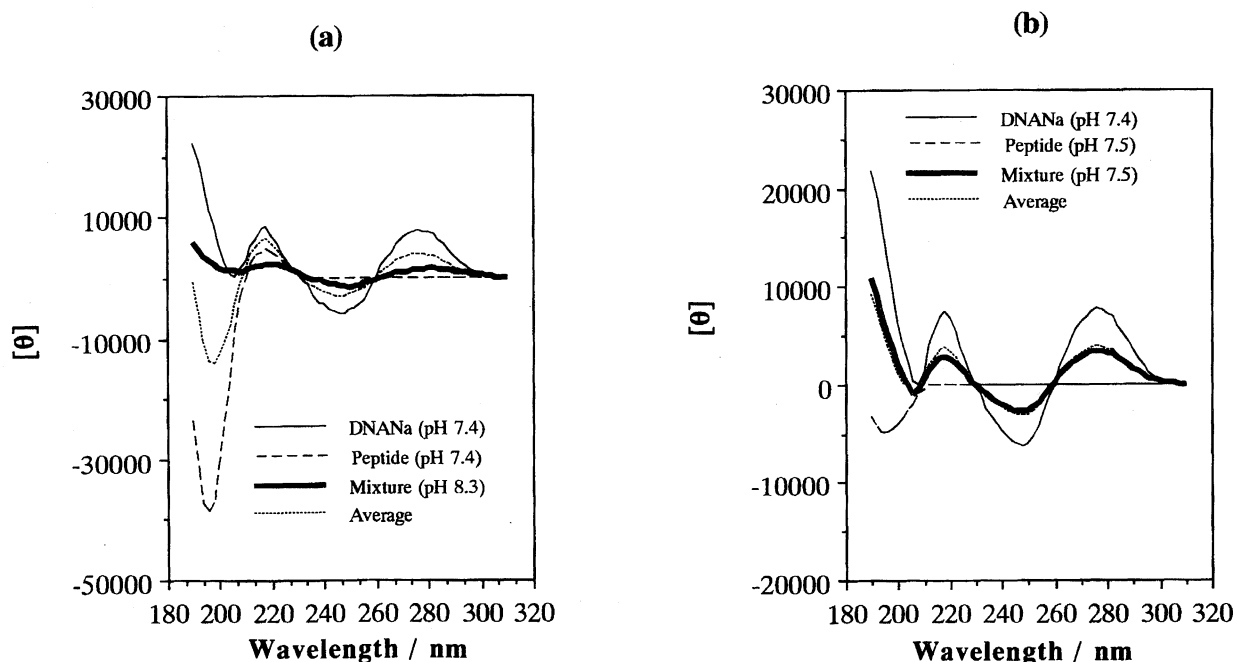 (a)
30000
10000
-10000
-30000
-50000
[θ]
DNANa (pH 7.4)
Peptide (pH 7.4)
Mixture (pH 8.3)
Average
180 200 220 240 260 280 300 320
Wavelength / nm
(b)
30000
20000
10000
0
-10000
-20000
[θ]
DNANa (pH 7.4)
Peptide (pH 7.5)
Mixture (pH 7.5)
Average
180 200 220 240 260 280 300 320
Wavelength / nm